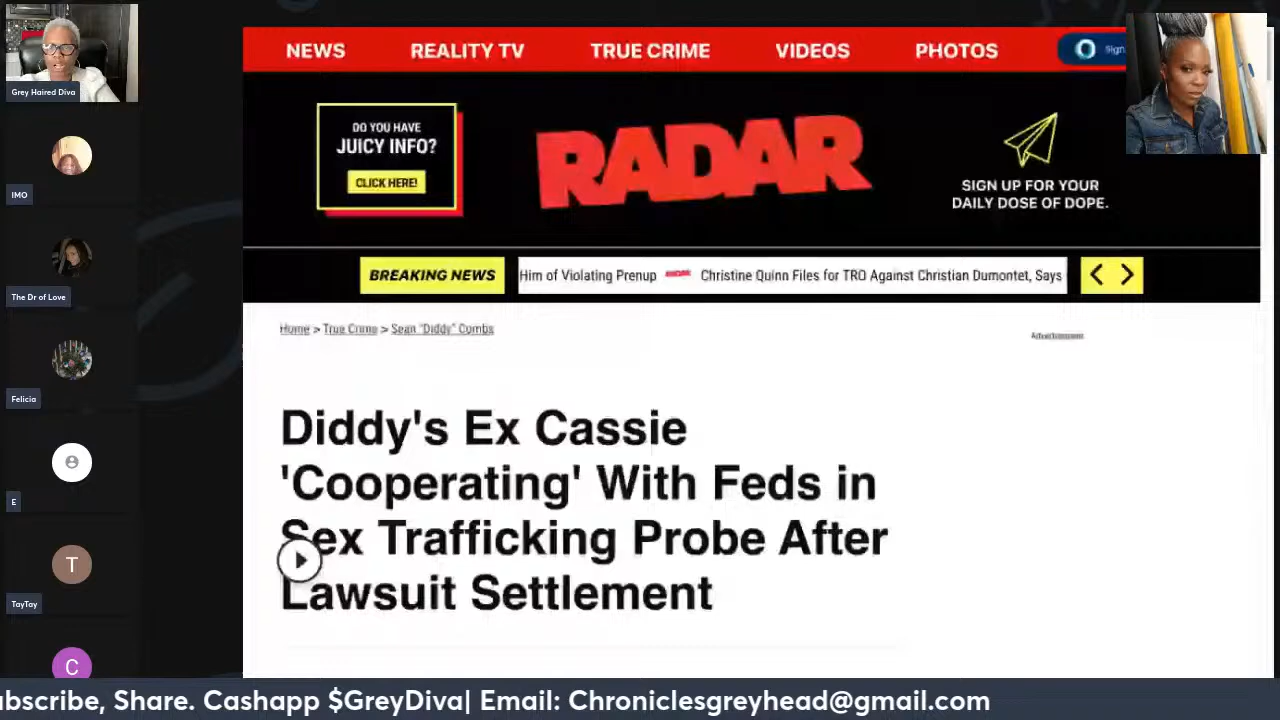 NEWS
REALITY TV
TRUE CRIME
VIDEOS
PHOTOS
Sign
Grey Haired Diva
DO YOU HAVE
JUICY INFO?
CLICK HERE!
RADAR
SIGN UP FOR YOUR
DAILY DOSE OF DOPE.
IMO
BREAKING NEWS
Him of Violating Prenup RADAR Christine Quinn Files for TRO Against Christian Dumontet, Says
The Dr of Love
Home > True Crime > Sean "Diddy" Combs
Advertisement
Felicia
Diddy's Ex Cassie
'Cooperating' With Feds in
Sex Trafficking Probe After
Lawsuit Settlement
E
T
TayTay
C
ubscribe, Share. Cashapp $GreyDiva| Email: Chroniclesgreyhead@gmail.com